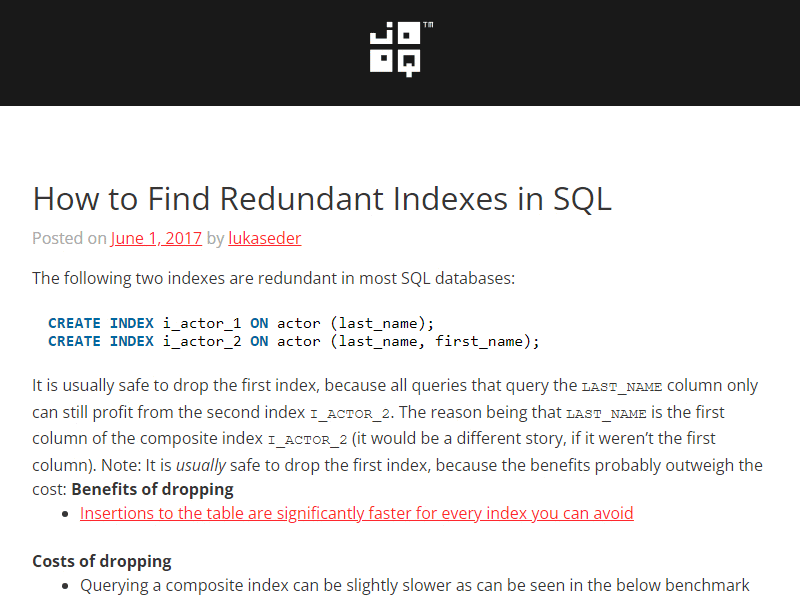 JOOQ™
How to Find Redundant Indexes in SQL
Posted on June 1, 2017 by lukaseder
The following two indexes are redundant in most SQL databases:
CREATE INDEX i_actor_1 ON actor (last_name);
CREATE INDEX i_actor_2 ON actor (last_name, first_name);
It is usually safe to drop the first index, because all queries that query the LAST_NAME column only
can still profit from the second index I_ACTOR_2. The reason being that LAST_NAME is the first
column of the composite index I_ACTOR_2 (it would be a different story, if it weren’t the first
column). Note: It is usually safe to drop the first index, because the benefits probably outweigh the
cost: Benefits of dropping
• Insertions to the table are significantly faster for every index you can avoid
Costs of dropping
• Querying a composite index can be slightly slower as can be seen in the below benchmark